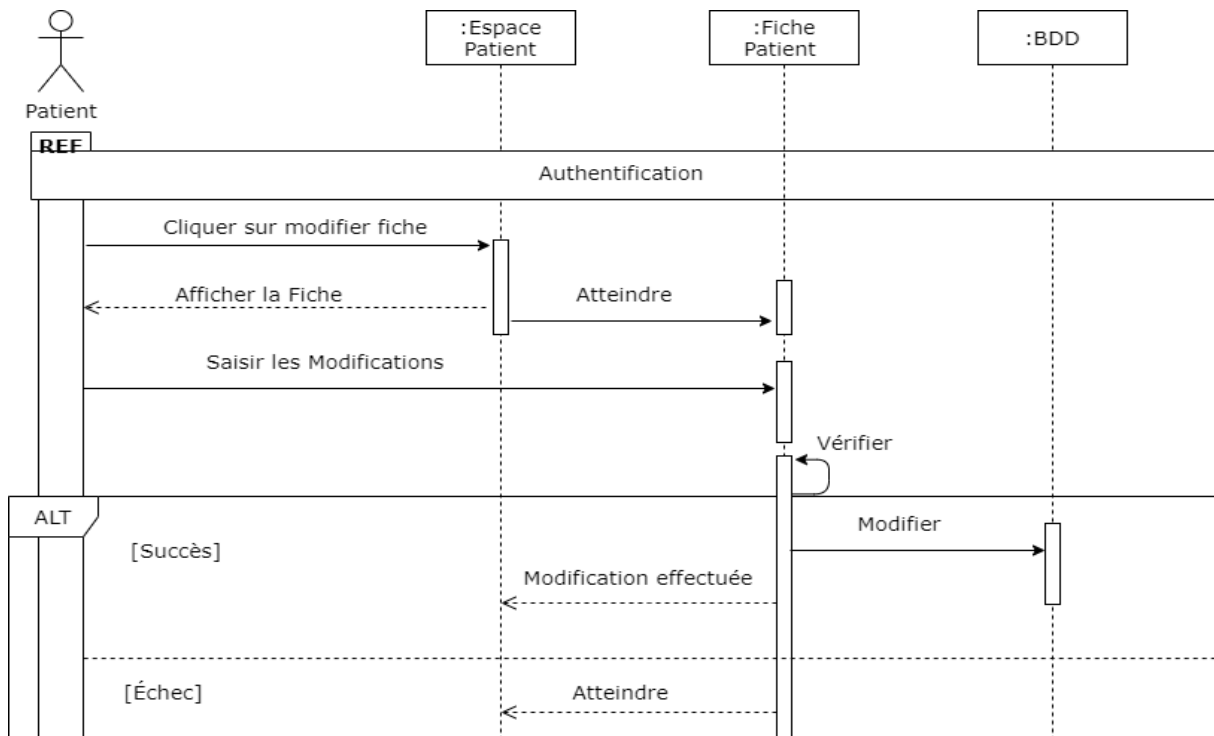 :Espace
Patient
:Fiche
Patient
:BDD
Patient
REF
Authentification
Cliquer sur modifier fiche
Afficher la Fiche
Atteindre
Saisir les Modifications
Vérifier
ALT
Modifier
[Succès]
Modification effectuée
[Échec]
Atteindre